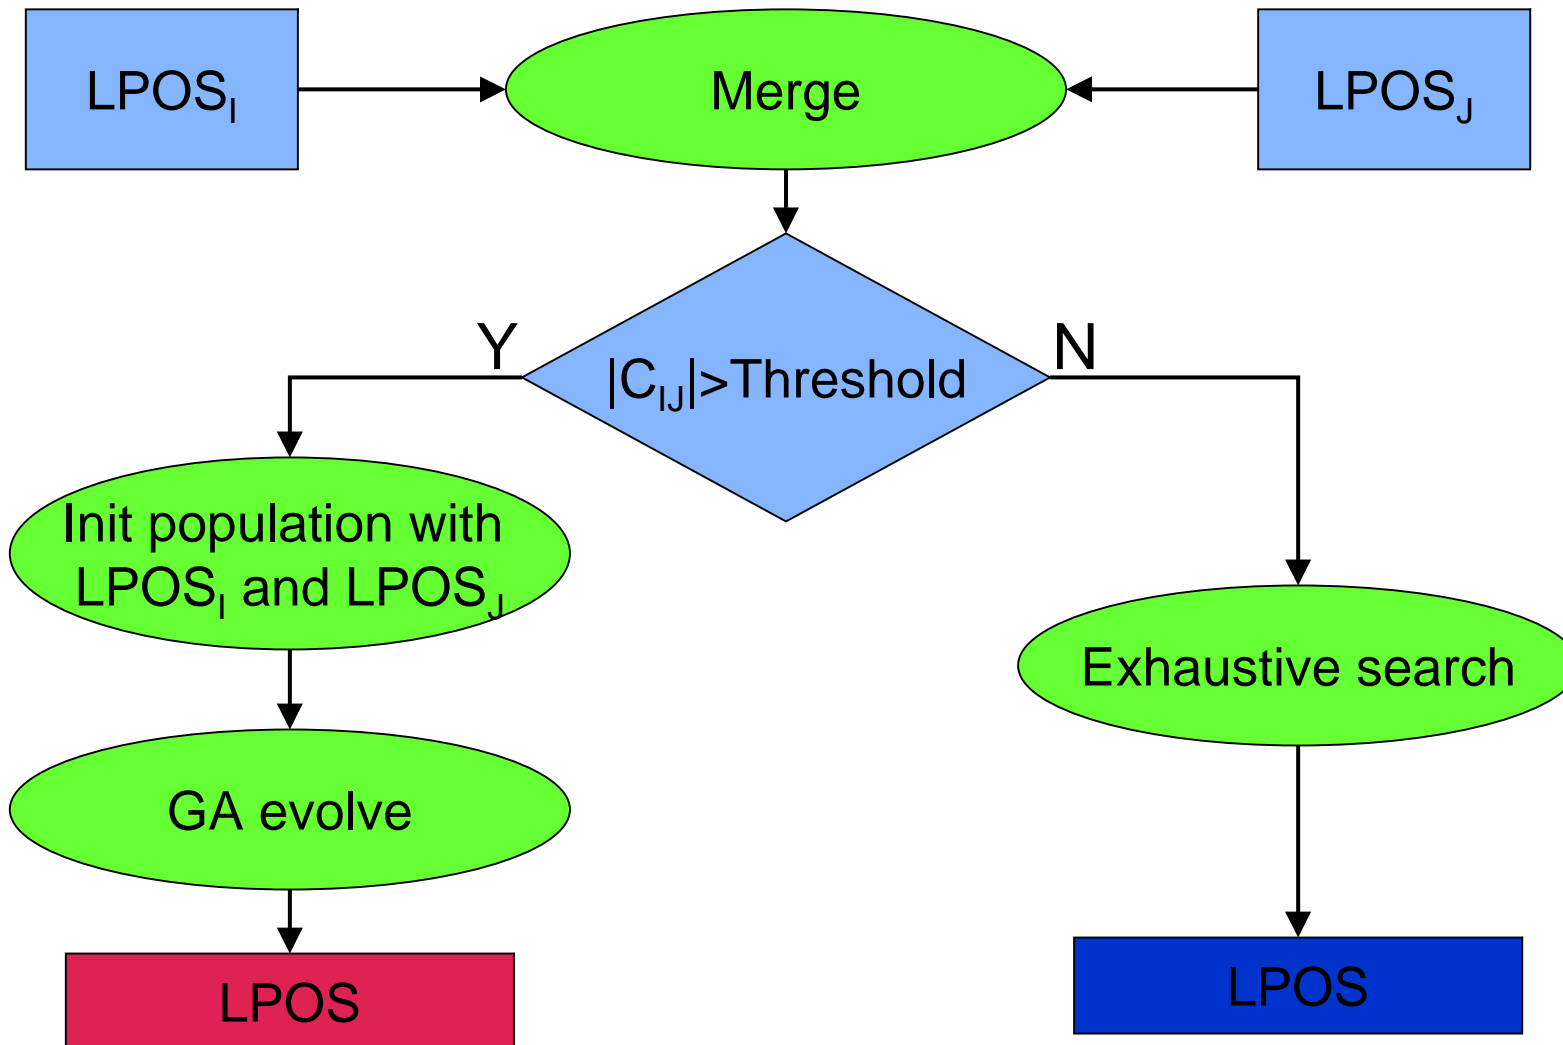 LPOSI
Merge
LPOSJ
Y
N
|CIJ|>Threshold
Init population with
LPOSI and LPOSJ
Exhaustive search
GA evolve
LPOS
LPOS